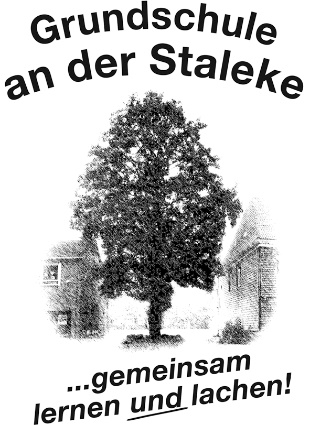 Grundschule
an der Staleke
...gemeinsam
lernen und lachen!